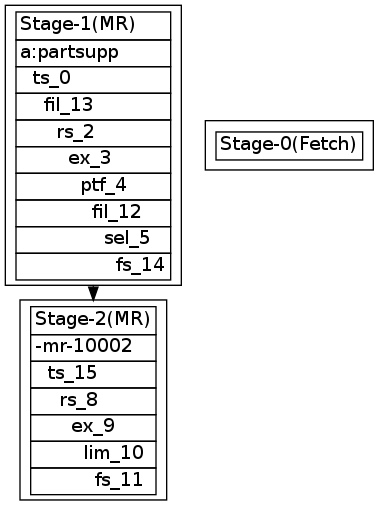 Stage-1(MR)
a:partsupp
ts_0
fil_13
rs_2
ex_3
ptf_4
fil_12
sel_5
fs_14
Stage-0(Fetch)
Stage-2(MR)
-mr-10002
ts_15
rs_8
ex_9
lim_10
fs_11